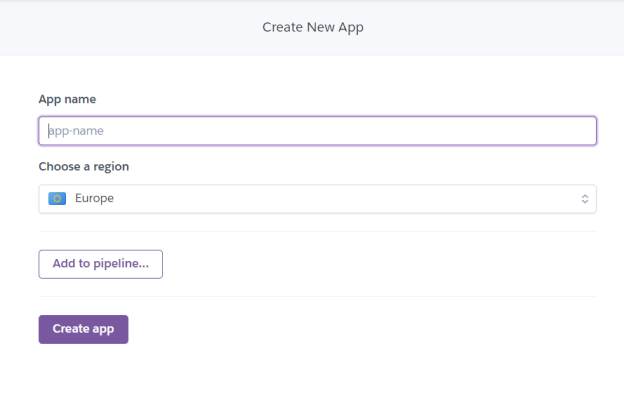 Create New App
App name
app-name
Choose a region
Europe
Add to pipeline...
Create app